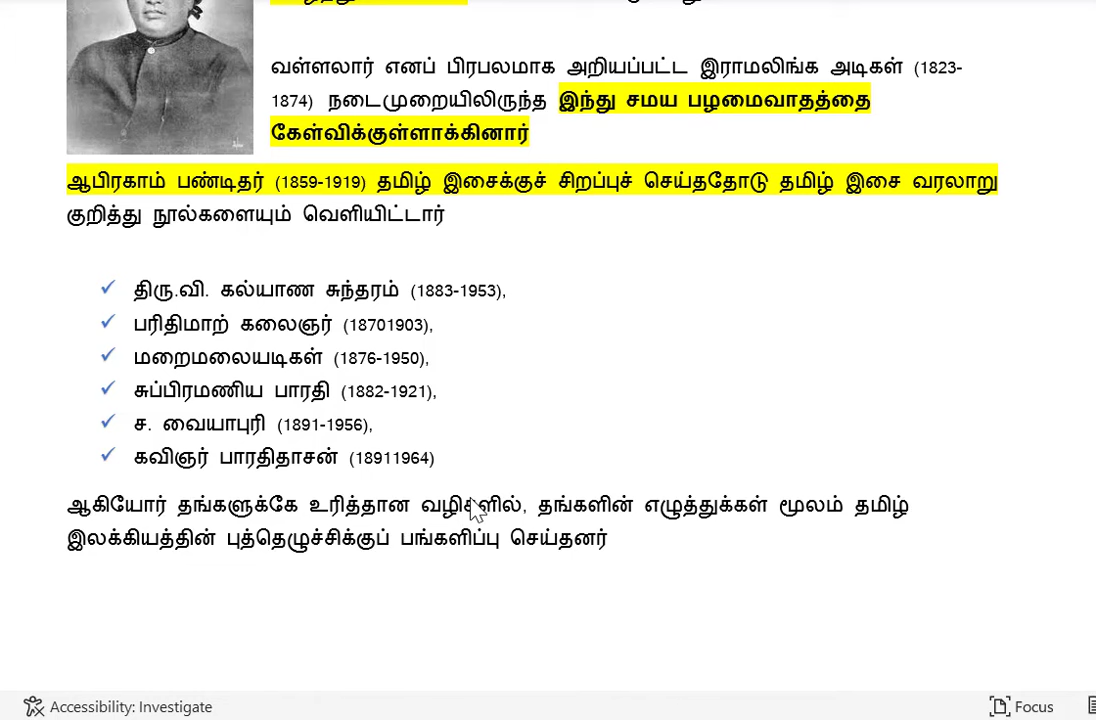 வள்ளலார் எனப் பிரபலமாக அறியப்பட்ட இராமலிங்க அடிகள் (1823-
1874) நடைமுறையிலிருந்த இந்து சமய பழமைவாதத்தை
கேள்விக்குள்ளாக்கினார்
ஆபிரகாம் பண்டிதர் (1859-1919) தமிழ் இசைக்குச் சிறப்புச் செய்ததோடு தமிழ் இசை வரலாறு
குறித்து நூல்களையும் வெளியிட்டார்
✓ திரு.வி. கல்யாண சுந்தரம் (1883-1953),
✓ பரிதிமாற் கலைஞர் (18701903),
✓ மறைமலையடிகள் (1876-1950),
✓ சுப்பிரமணிய பாரதி (1882-1921),
✓ ச. வையாபுரி (1891-1956),
✓ கவிஞர் பாரதிதாசன் (18911964)
ஆகியோர் தங்களுக்கே உரித்தான வழிகளில், தங்களின் எழுத்துக்கள் மூலம் தமிழ்
இலக்கியத்தின் புத்தெழுச்சிக்குப் பங்களிப்பு செய்தனர்
Accessibility: Investigate Focus